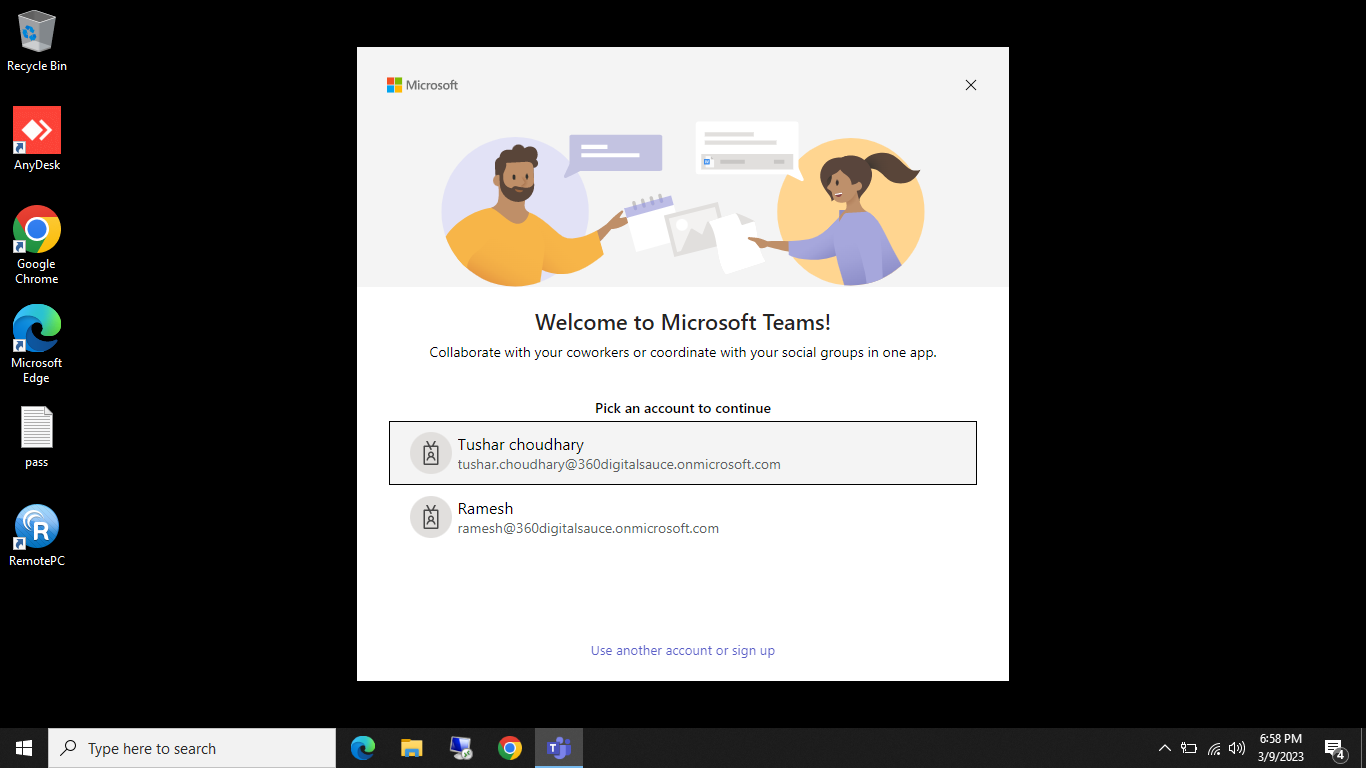 Recycle Bin
AnyDesk
Google
Chrome
Microsoft
Edge
pass
R
RemotePC
Microsoft
Welcome to Microsoft Teams!
Collaborate with your coworkers or coordinate with your social groups in one app.
Pick an account to continue
Tushar choudhary
tushar.choudhary@360digitalsauce.onmicrosoft.com
Ramesh
ramesh@360digitalsauce.onmicrosoft.com
Use another account or sign up
Type here to search
6:58 PM
3/9/2023
4